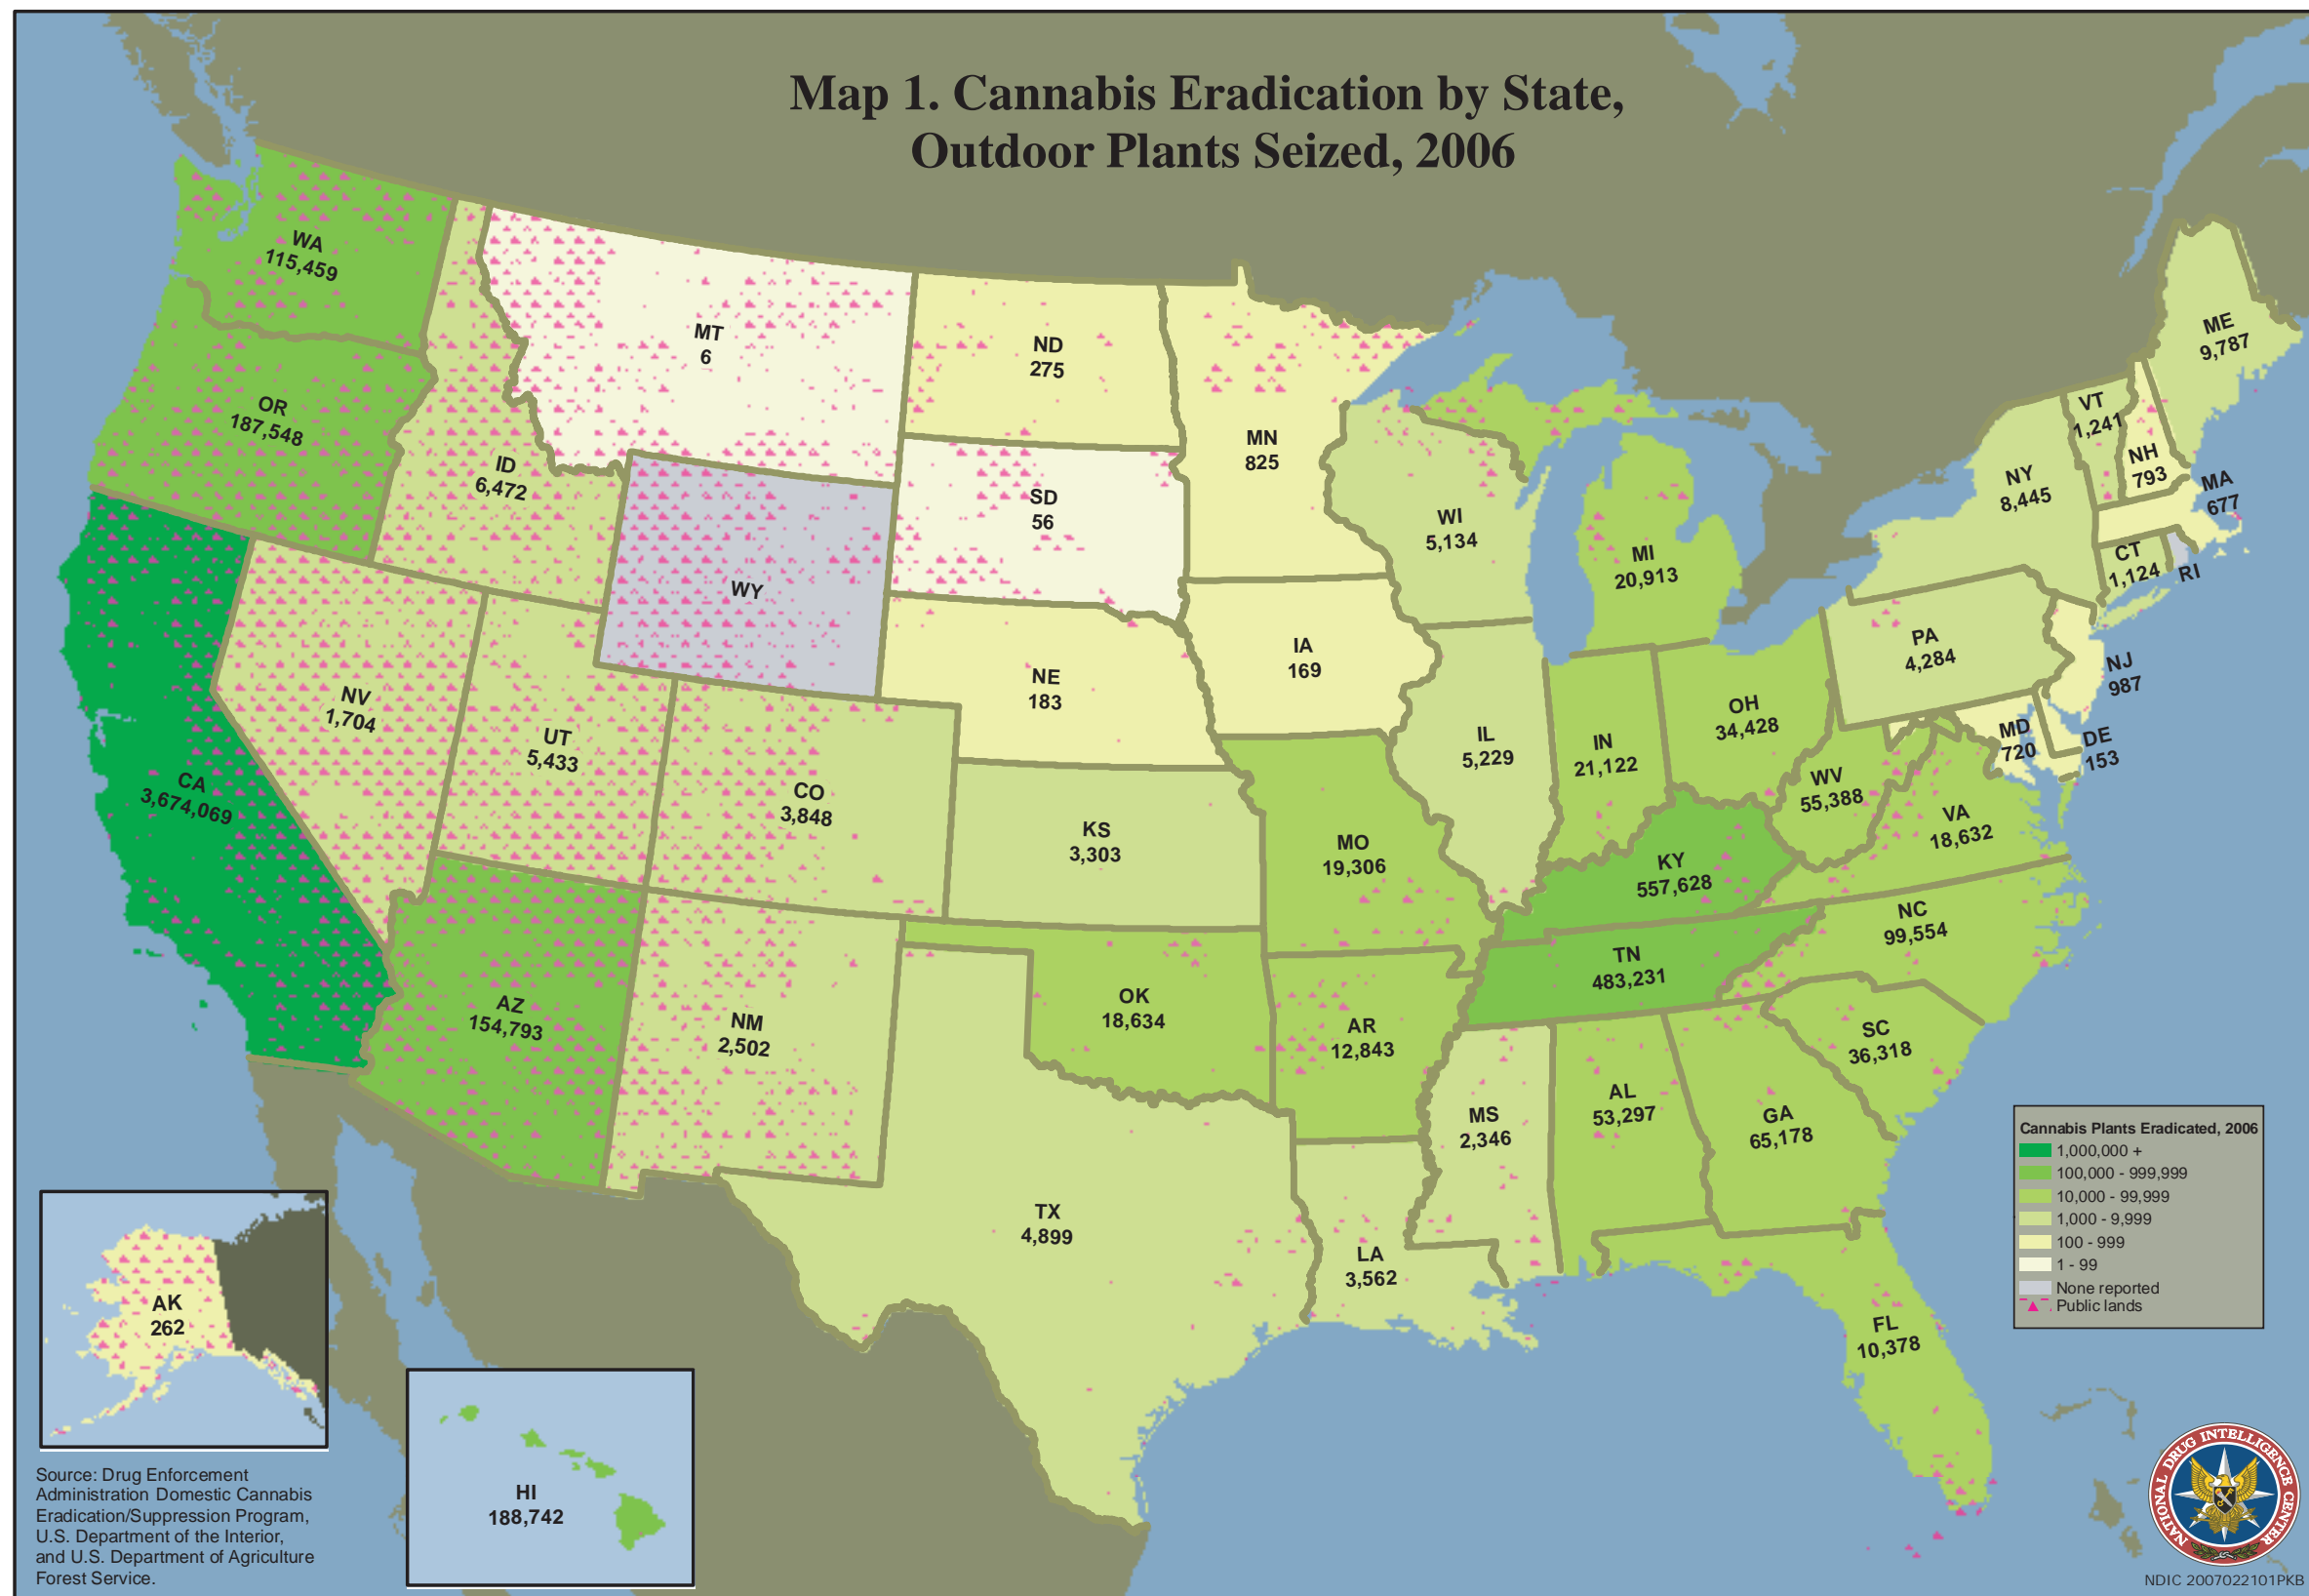 Map 1. Cannabis Eradication by State,
Outdoor Plants Seized, 2006
WA
115,459
OR
187,548
CA
3,674,069
ID
6,472
NV
1,704
MT
6
WY
UT
5,433
CO
3,848
AZ
154,793
NM
2,502
ND
275
SD
56
NE
183
KS
3,303
OK
18,634
TX
4,899
MN
825
IA
169
MO
19,306
AR
12,843
LA
3,562
WI
5,134
IL
5,229
MI
20,913
IN
21,122
OH
34,428
KY
557,628
TN
483,231
MS
2,346
AL
53,297
GA
65,178
FL
10,378
SC
36,318
NC
99,554
VA
18,632
WV
55,388
PA
4,284
NY
8,445
VT
1,241
NH
793
ME
9,787
MA
677
CT
1,124
RI
NJ
987
MD
720
DE
153
AK
262
HI
188,742
Cannabis Plants Eradicated, 2006
1,000,000 +
100,000 - 999,999
10,000 - 99,999
1,000 - 9,999
100 - 999
1 - 99
None reported
Public lands
Source: Drug Enforcement
Administration Domestic Cannabis
Eradication/Suppression Program,
U.S. Department of the Interior,
and U.S. Department of Agriculture
Forest Service.
NATIONAL DRUG INTELLIGENCE CENTER
NDIC 2007022101PKB